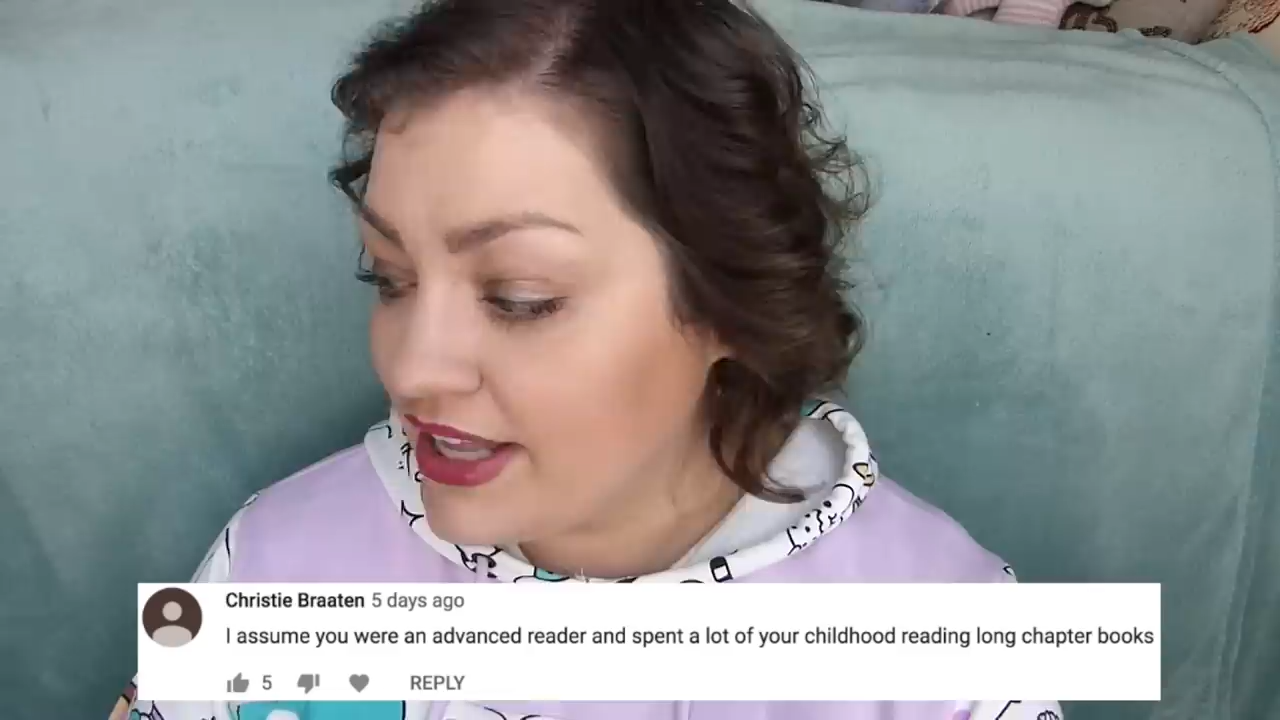 Christie Braaten 5 days ago
I assume you were an advanced reader and spent a lot of your childhood reading long chapter books
5 REPLY